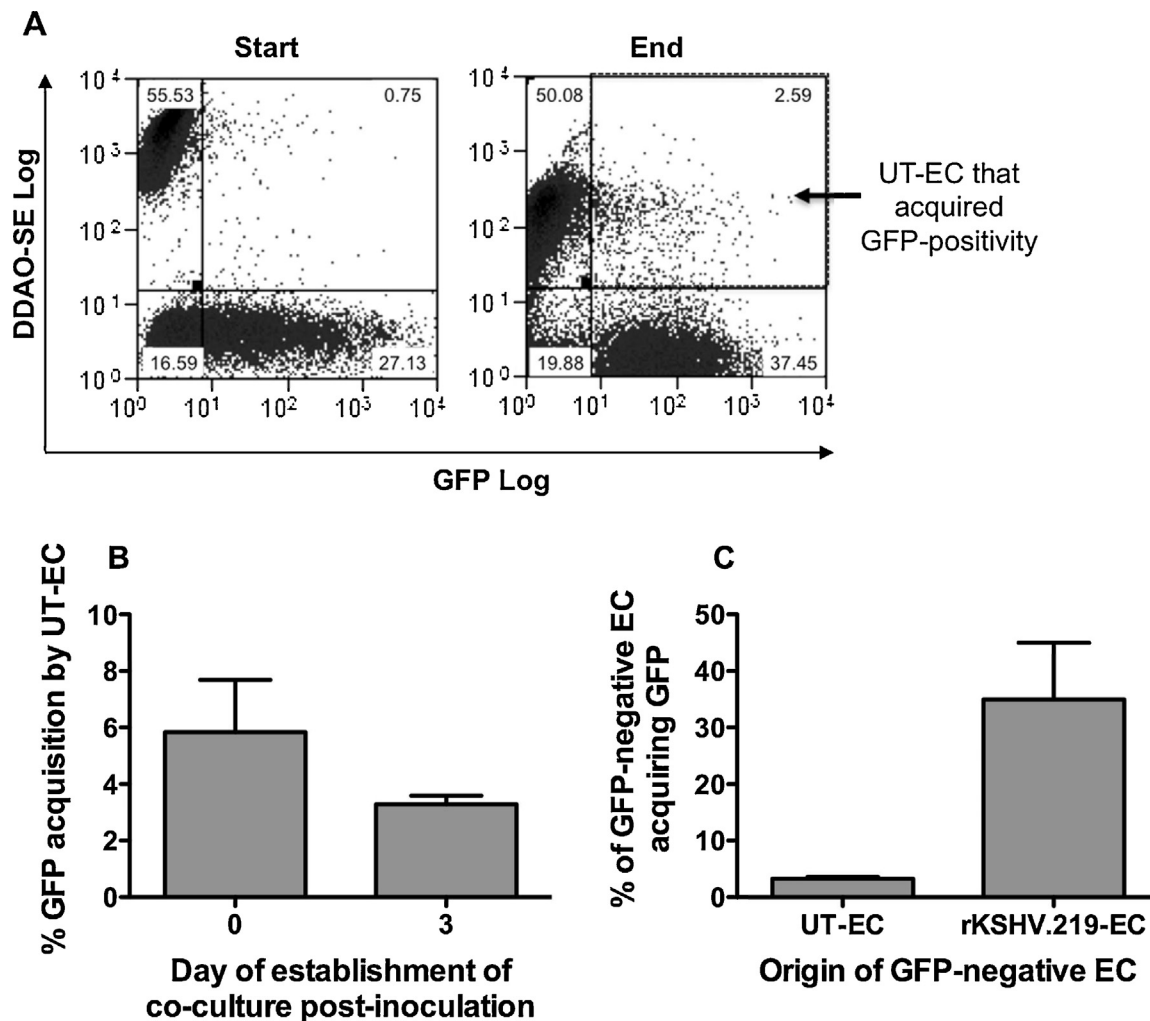 A
Start
End
DDAO-SE Log
10⁴
10³
10²
10¹
10⁰
55.53
0.75
16.59
27.13
10⁰ 10¹ 10² 10³ 10⁴
10⁴
10³
10²
10¹
10⁰
50.08
2.59
19.88
37.45
10⁰ 10¹ 10² 10³ 10⁴
UT-EC that
acquired
GFP-positivity
GFP Log
B
% GFP acquisition by UT-EC
10
8
6
4
2
0
0 3
Day of establishment of
co-culture post-inoculation
C
% of GFP-negative EC
acquiring GFP
50
40
30
20
10
0
UT-EC rKSHV.219-EC
Origin of GFP-negative EC